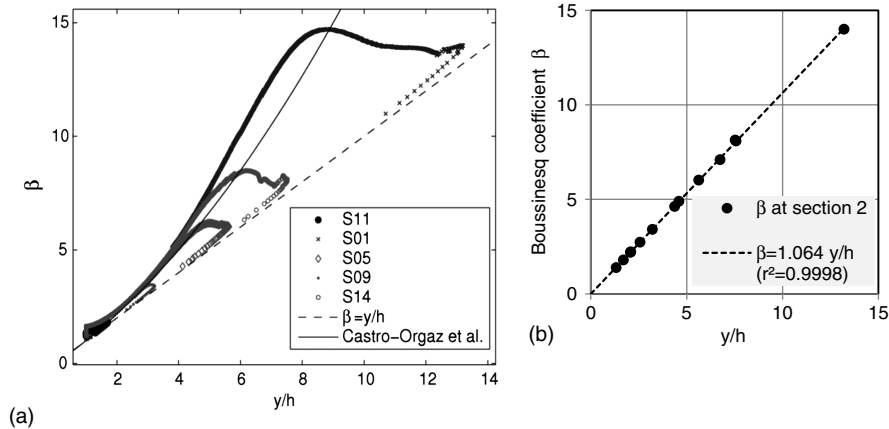 15
10
5
0
β
2
4
6
8
10
12
14
y/h
S11
S01
S05
S09
S14
β=y/h
Castro−Orgaz et al.
(a)
15
10
5
0
Boussinesq coefficient β
0
5
10
15
y/h
β at section 2
β=1.064 y/h
(r²=0.9998)
(b)